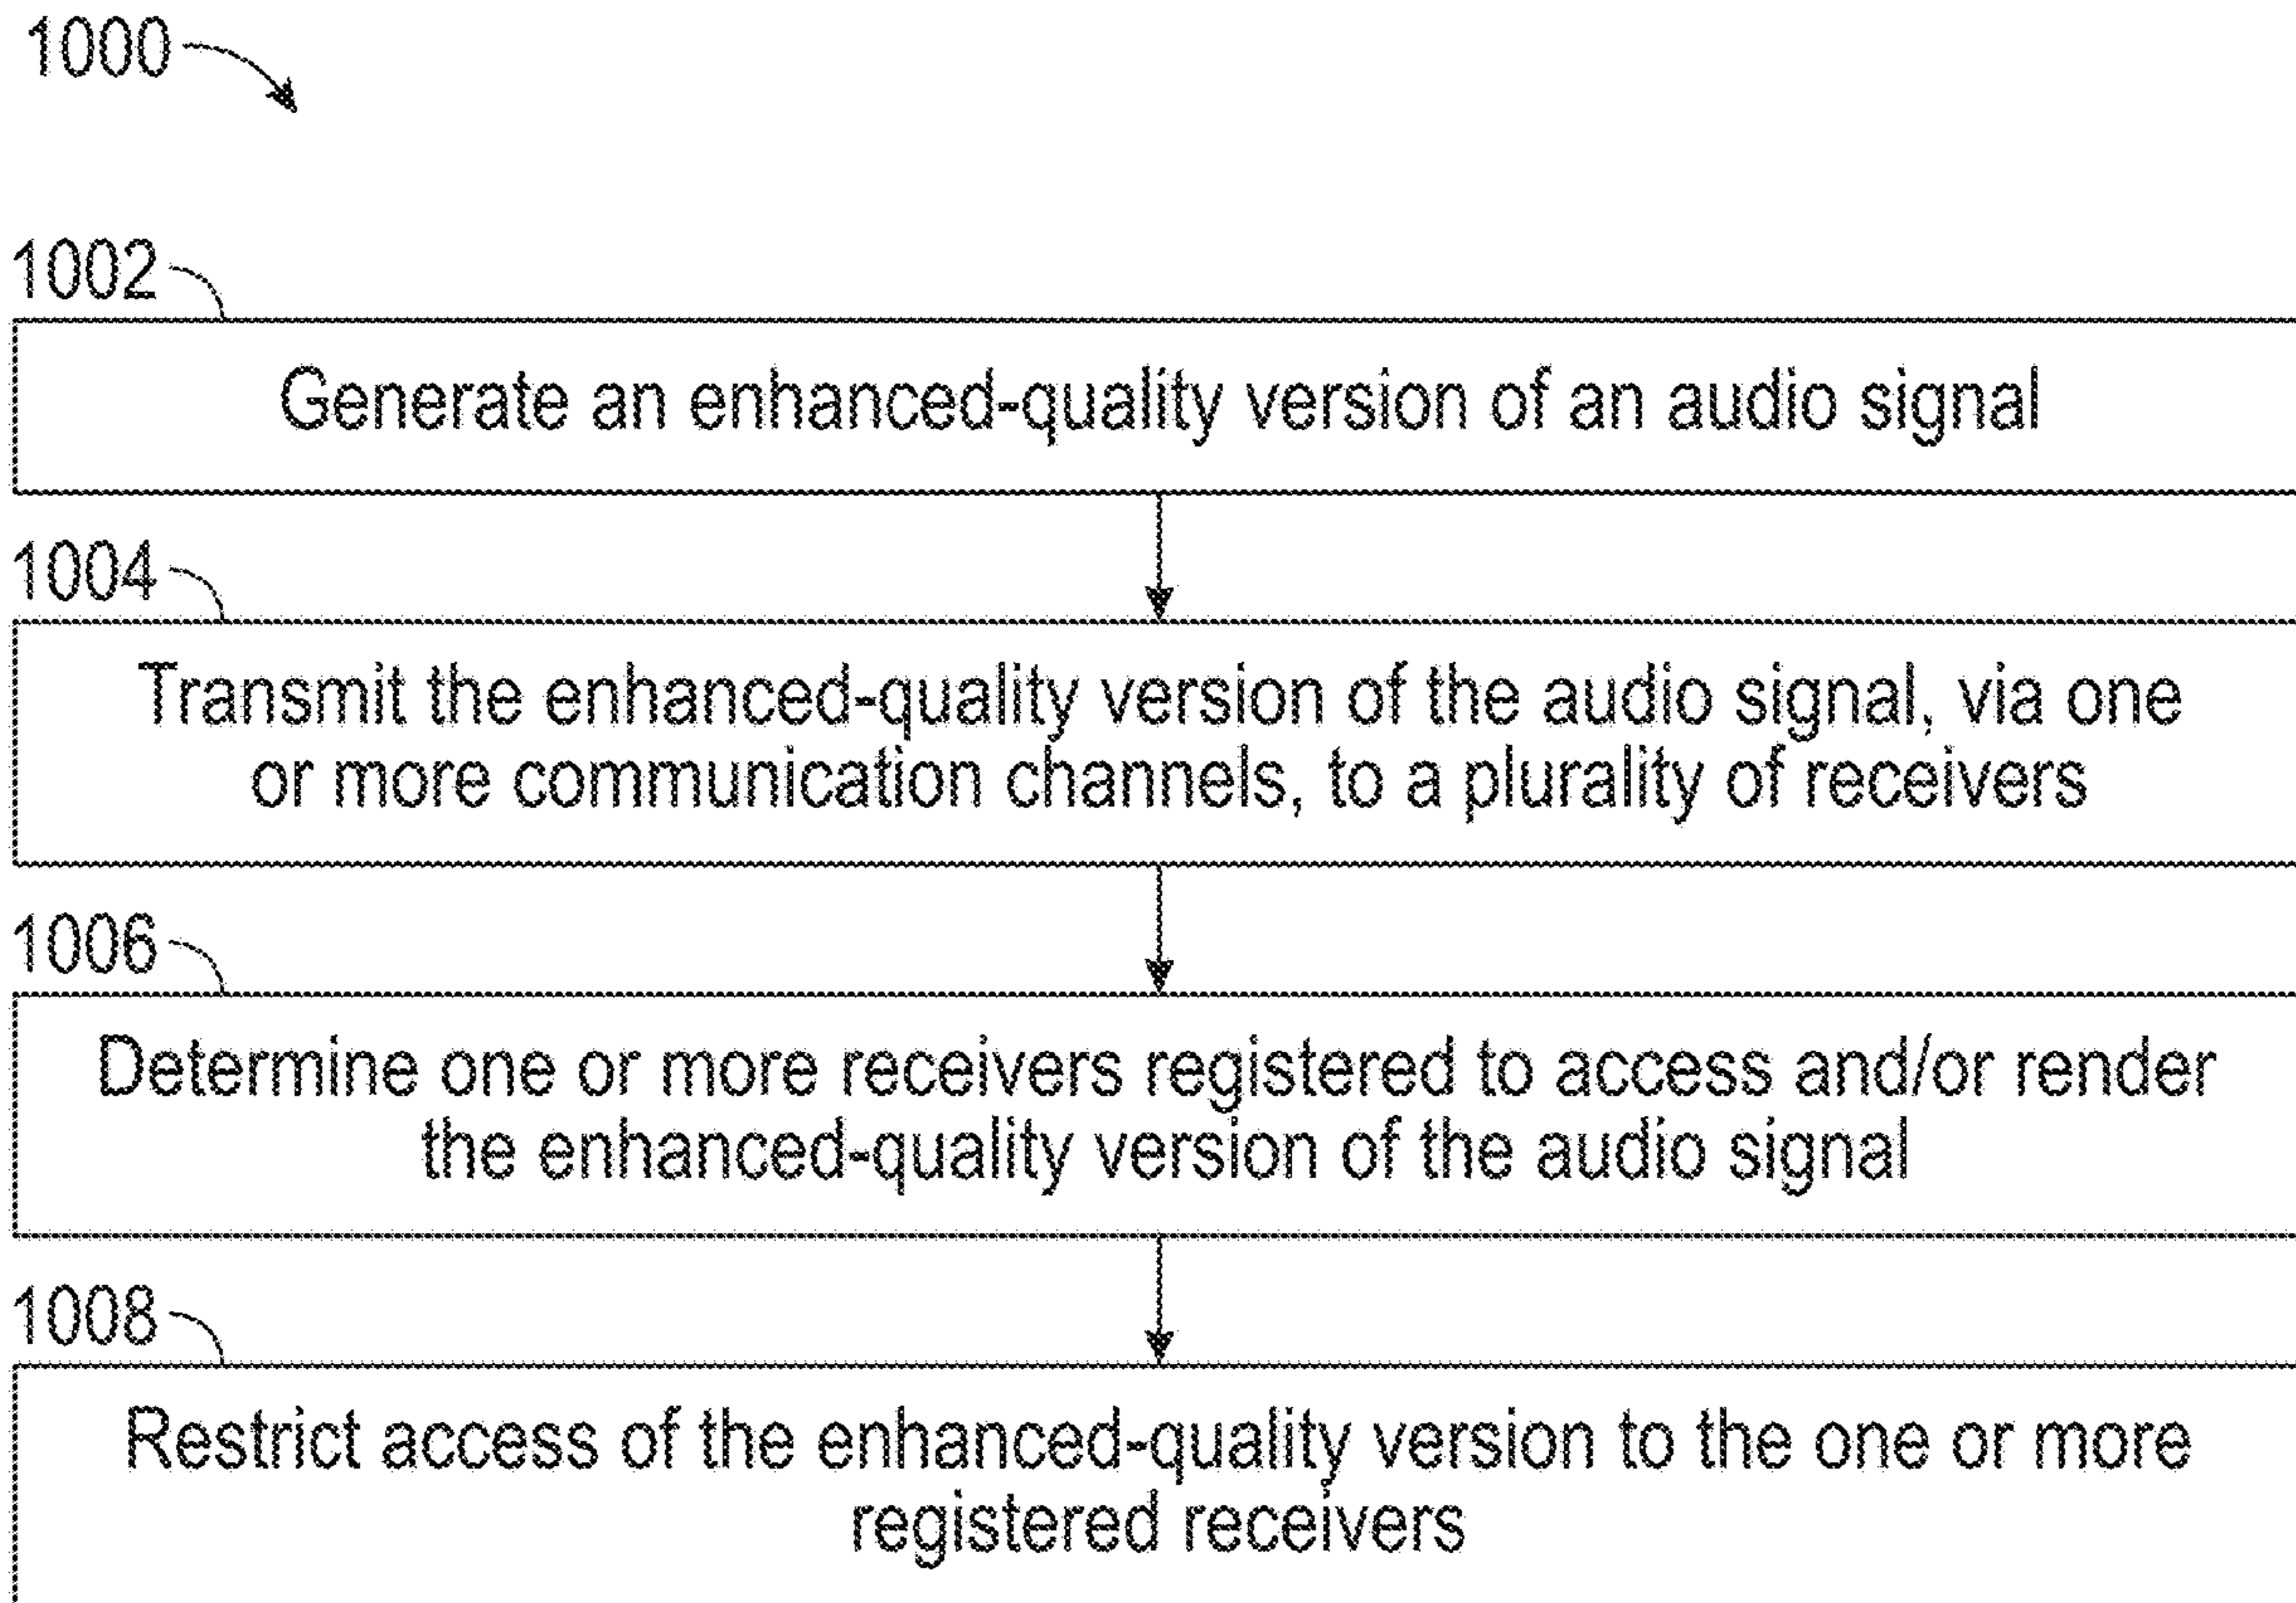 1000
1002
Generate an enhanced-quality version of an audio signal
1004
Transmit the enhanced-quality version of the audio signal, via one
or more communication channels, to a plurality of receivers
1006
Determine one or more receivers registered to access and/or render
the enhanced-quality version of the audio signal
1008
Restrict access of the enhanced-quality version to the one or more
registered receivers